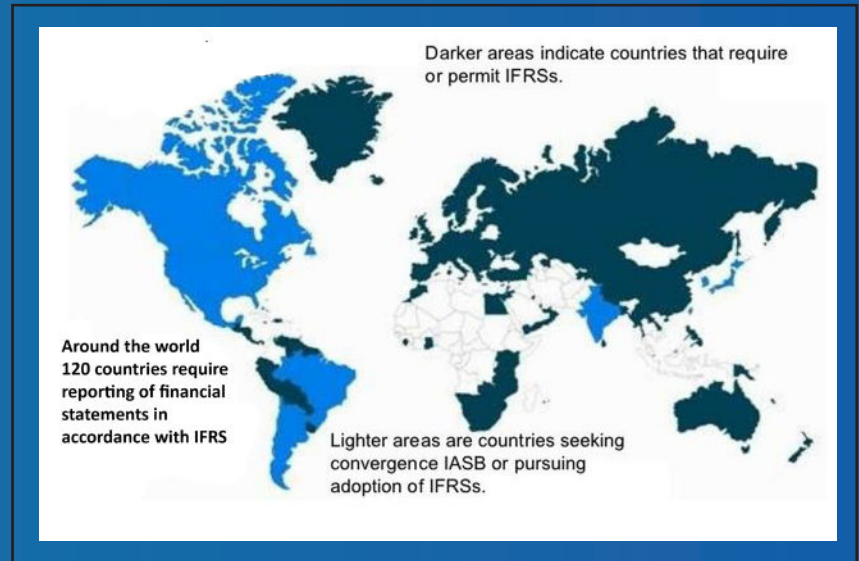 Darker areas indicate countries that require
or permit IFRSs.
Around the world
120 countries require
reporting of financial
statements in
accordance with IFRS
Lighter areas are countries seeking
convergence IASB or pursuing
adoption of IFRSs.